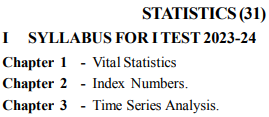 STATISTICS (31)
I SYLLABUS FOR I TEST 2023-24
Chapter 1 - Vital Statistics
Chapter 2 - Index Numbers.
Chapter 3 - Time Series Analysis.